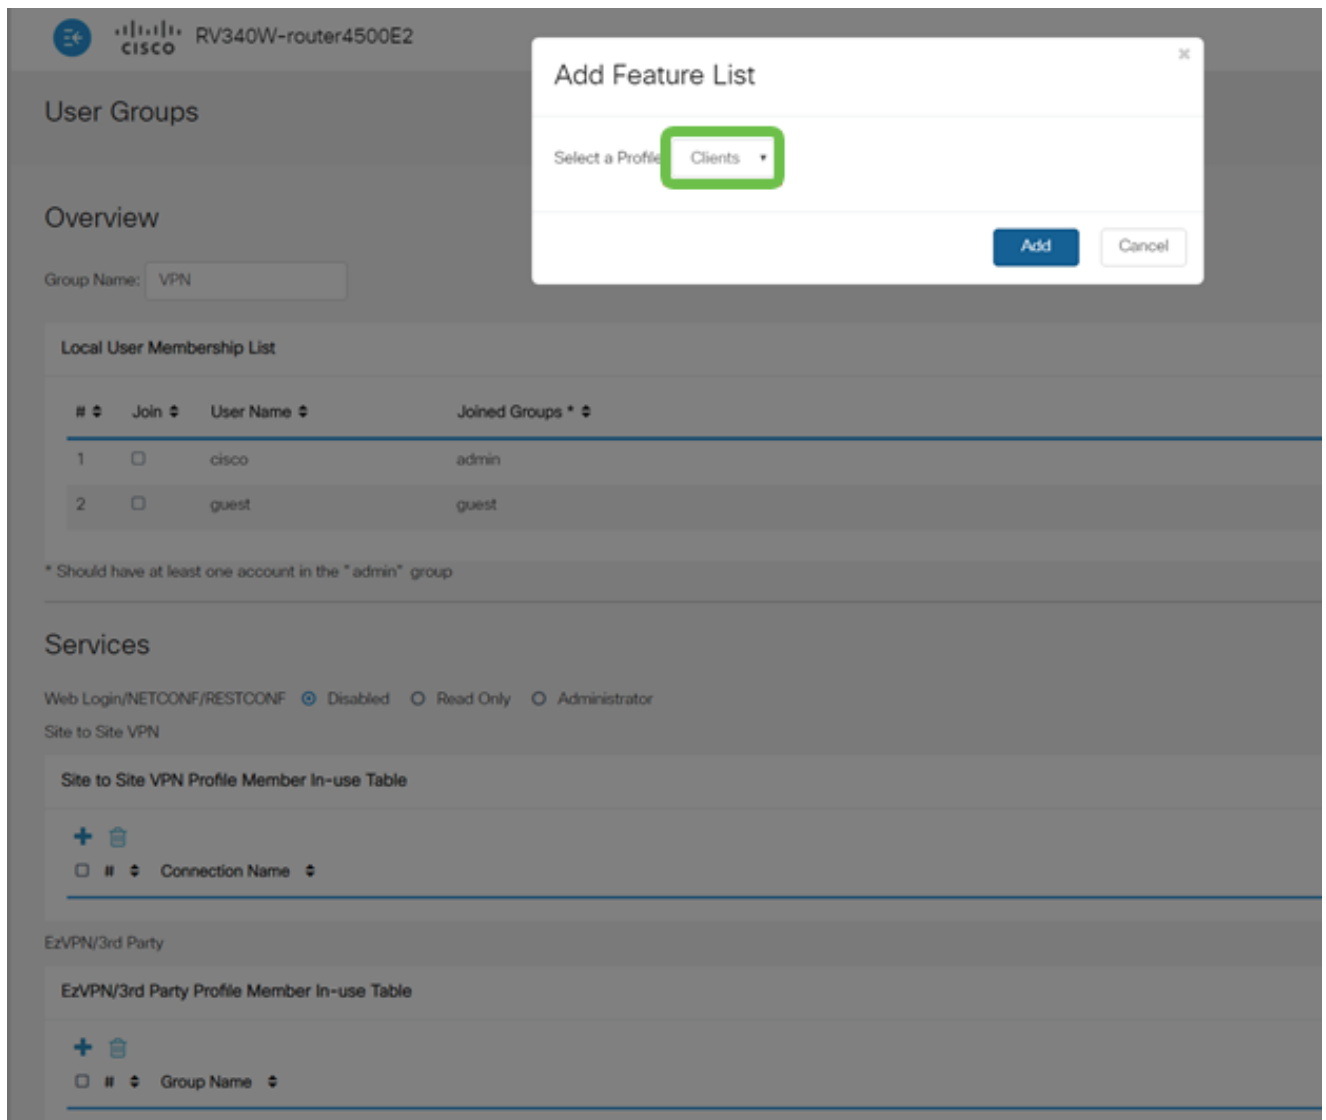 CISCO RV340W-router4500E2
User Groups
Add Feature List
×
Select a Profile Clients
Add Cancel
Overview
Group Name: VPN
Local User Membership List
# Join User Name Joined Groups *
1 cisco admin
2 guest guest
* Should have at least one account in the "admin" group
Services
Web Login/NETCONF/RESTCONF Disabled Read Only Administrator
Site to Site VPN
Site to Site VPN Profile Member In-use Table
# Connection Name
EzVPN/3rd Party
EzVPN/3rd Party Profile Member In-use Table
# Group Name